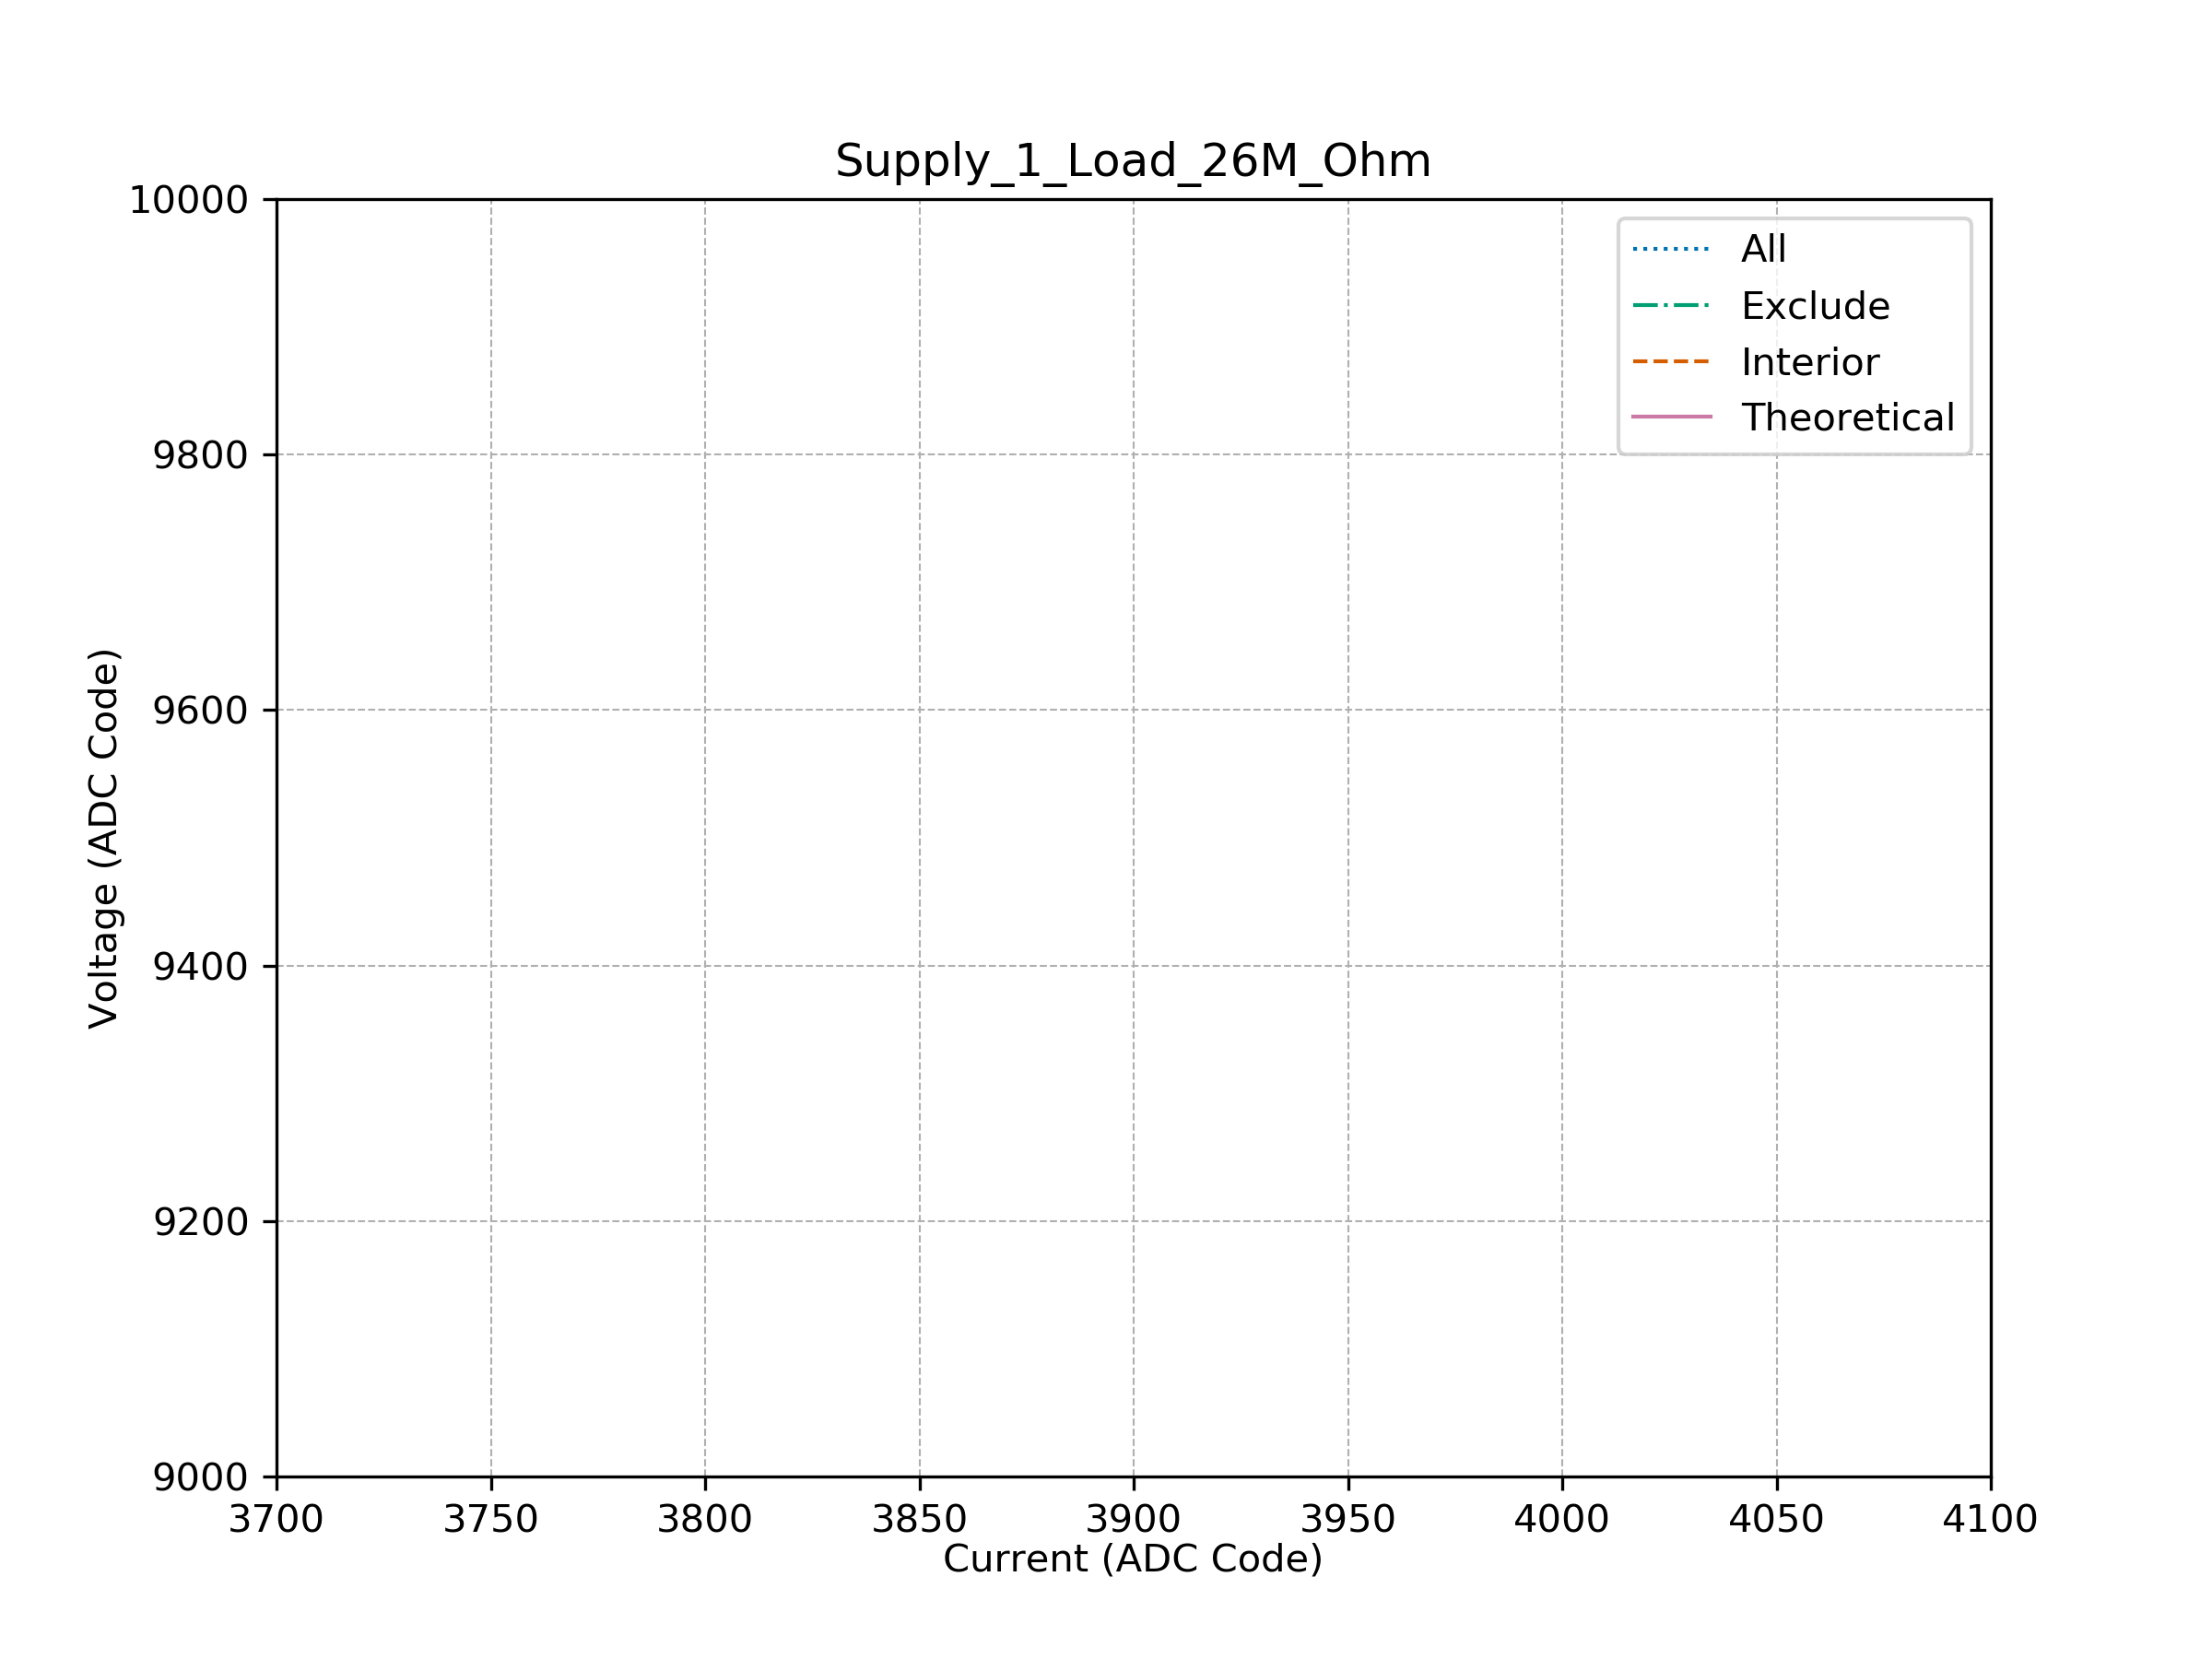 Supply_1_Load_26M_Ohm
10000
9800
9600
9400
9200
9000
Voltage (ADC Code)
All
Exclude
Interior
Theoretical
3700 3750 3800 3850 3900 3950 4000 4050 4100
Current (ADC Code)